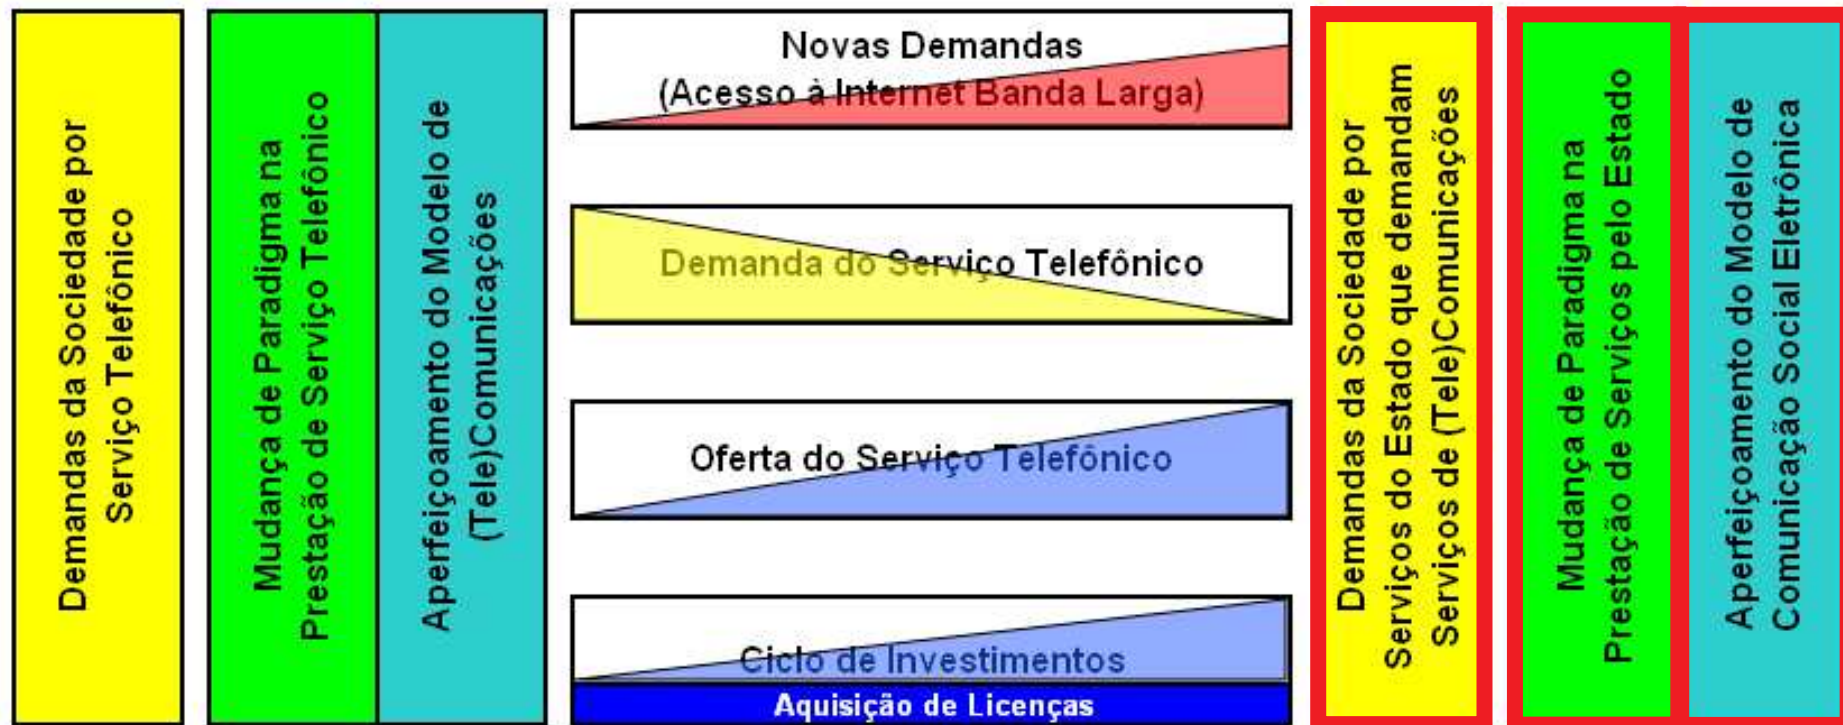 Demandas da Sociedade por
Serviço Telefônico
Mudança de Paradigma na
Prestação de Serviço Telefônico
Aperfeiçoamento do Modelo de
(Tele)Comunicações
Novas Demandas
(Acesso à Internet Banda Larga)
Demanda do Serviço Telefônico
Oferta do Serviço Telefônico
Ciclo de Investimentos
Aquisição de Licenças
Demandas da Sociedade por
Serviços do Estado que demandam
Serviços de (Tele)Comunicações
Mudança de Paradigma na
Prestação de Serviços pelo Estado
Aperfeiçoamento do Modelo de
Comunicação Social Eletrônica